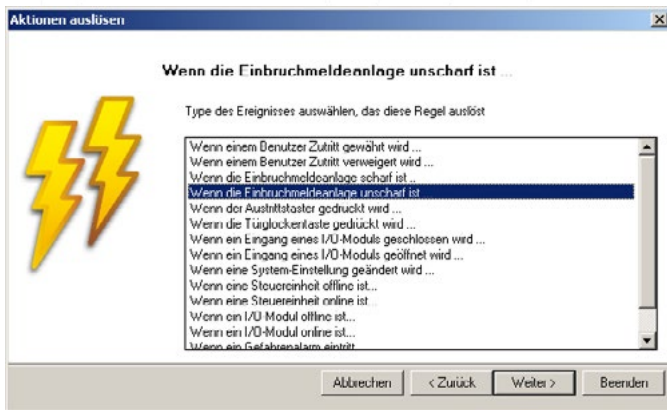 Aktionen auslösen
Wenn die Einbruchmeldeanlage unscharf ist ...
Type des Ereignisses auswählen, das diese Regel auslöst
Wenn einem Benutzer Zutritt gewährt wird ...
Wenn einem Benutzer Zutritt verweigert wird ...
Wenn die Einbruchmeldeanlage scharf ist ..
Wenn die Einbruchmeldeanlage unscharf ist
Wenn der Austrittstaster gedrückt wird ...
Wenn die Türglockentaste gedrückt wird ...
Wenn ein Eingang eines I/O-Moduls geschlossen wird ...
Wenn ein Eingang eines I/O-Moduls geöffnet wird ...
Wenn eine System-Einstellung geändert wird ...
Wenn eine Steuereinheit offline ist...
Wenn eine Steuereinheit online ist...
Wenn ein I/O-Modul offline ist...
Wenn ein I/O-Modul online ist...
Wenn ein Gefahrenalarm eintritt
Abbrechen
< Zurück
Weiter >
Beenden